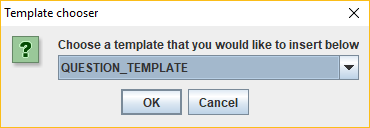 Template chooser
Choose a template that you would like to insert below
QUESTION_TEMPLATE
OK Cancel